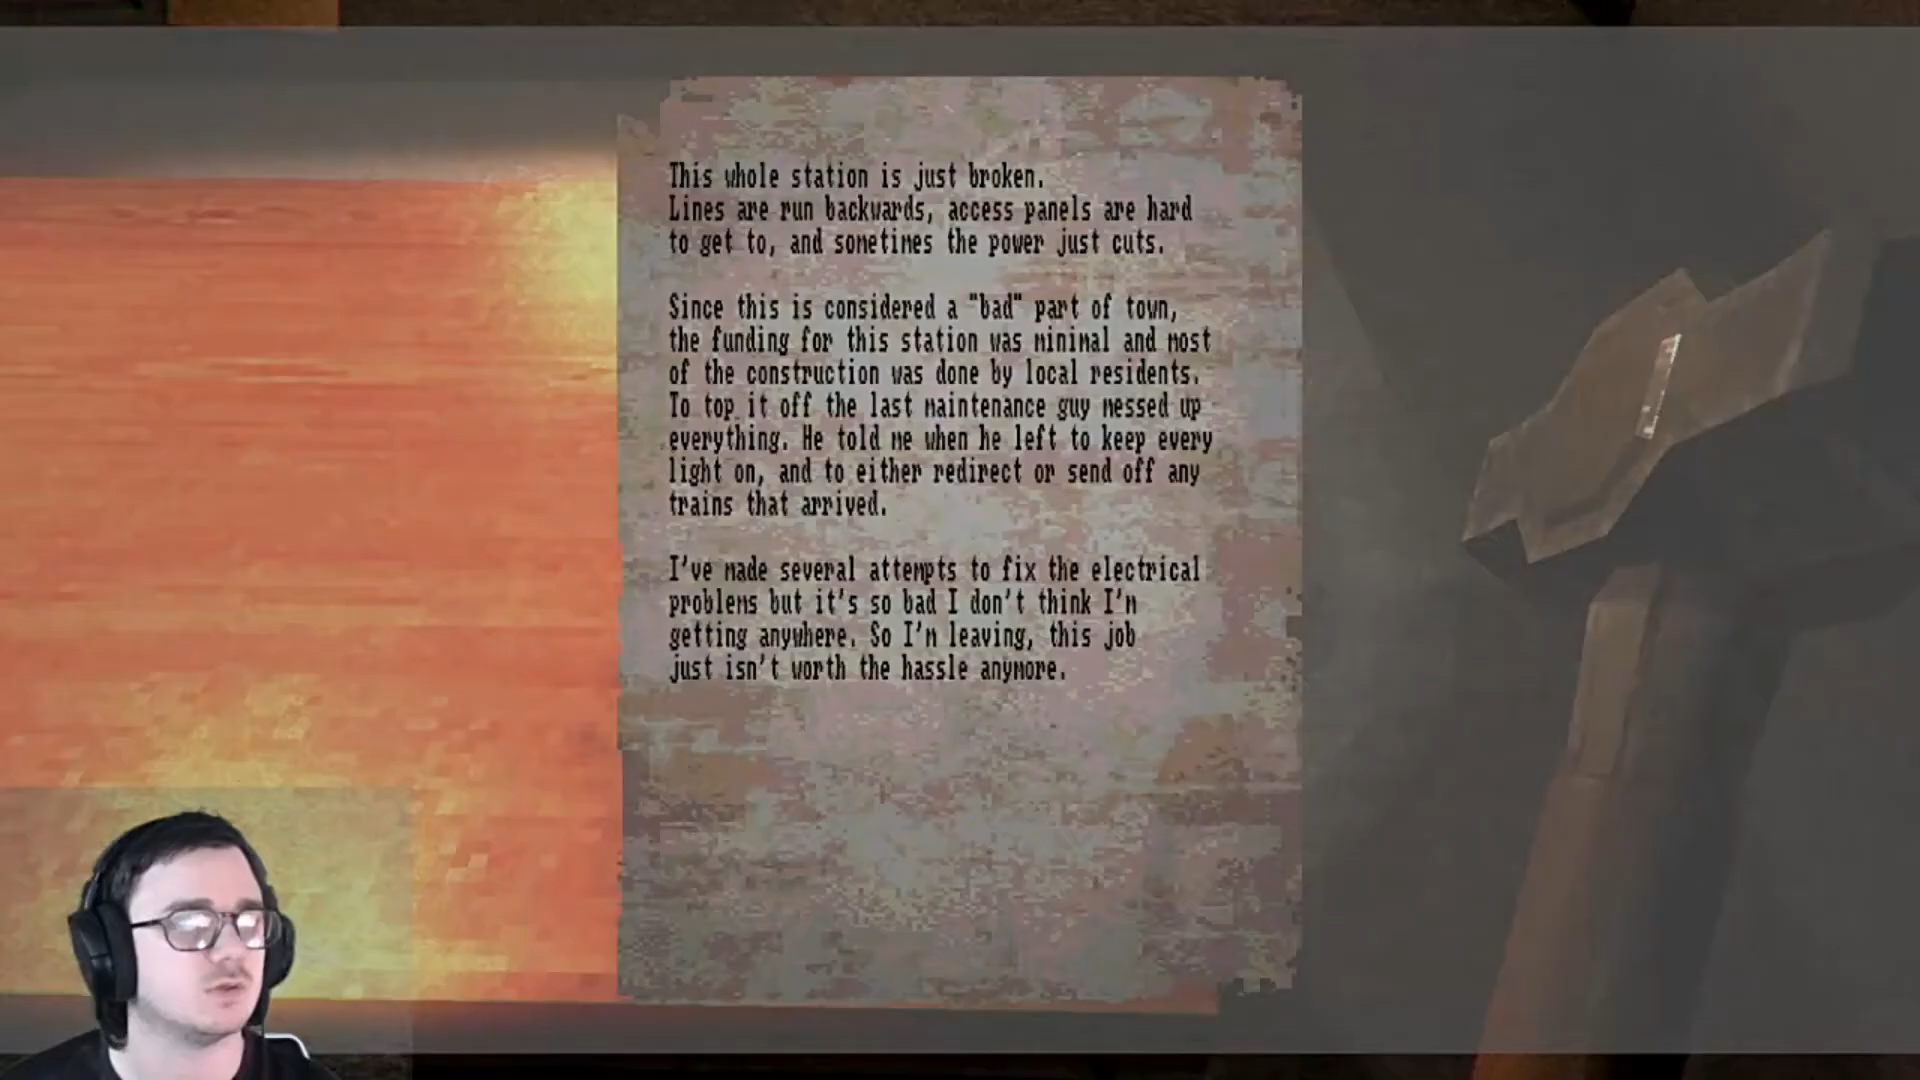 This whole station is just broken.
Lines are run backwards, access panels are hard
to get to, and sometimes the power just cuts.
Since this is considered a "bad" part of town,
the funding for this station was minimal and most
of the construction was done by local residents.
To top it off the last maintenance guy messed up
everything. He told me when he left to keep every
light on, and to either redirect or send off any
trains that arrived.
I've made several attempts to fix the electrical
problems but it's so bad I don't think I'm
getting anywhere. So I'm leaving, this job
just isn't worth the hassle anymore.